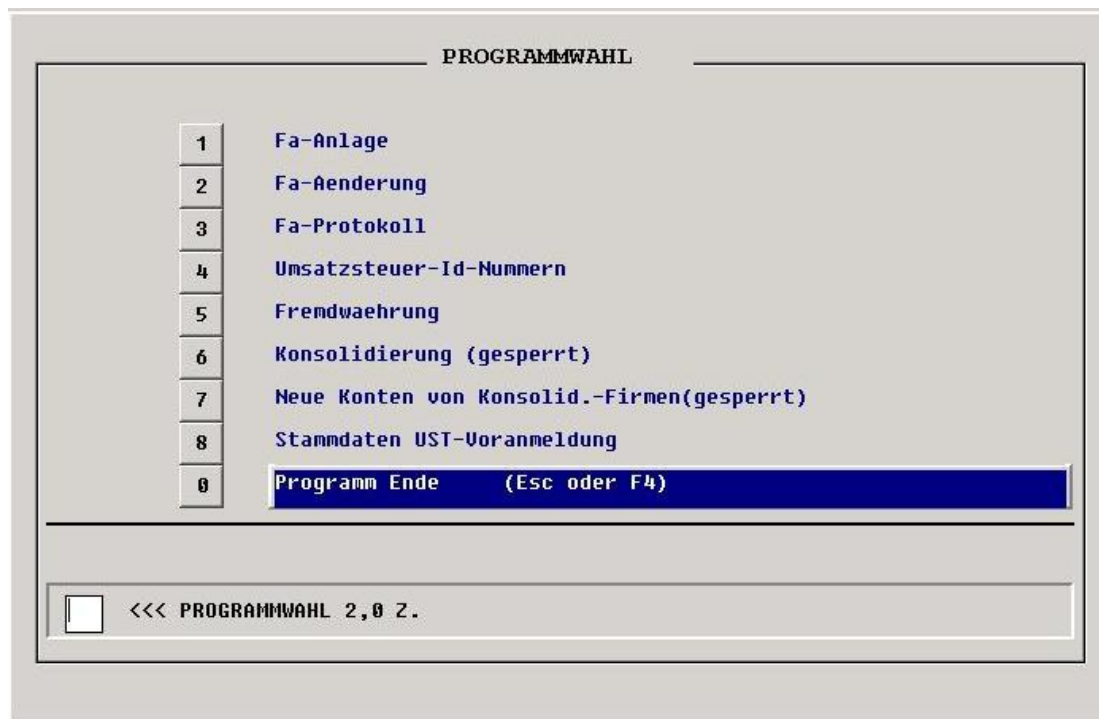 PROGRAMMWAHL
1 Fa-Anlage
2 Fa-Aenderung
3 Fa-Protokoll
4 Umsatzsteuer-Id-Nummern
5 Fremdwaehrung
6 Konsolidierung (gesperrt)
7 Neue Konten von Konsolid.-Firmen(gesperrt)
8 Stammdaten UST-Voranmeldung
0 Programm Ende (Esc oder F4)
<<< PROGRAMMWAHL 2,0 Z.